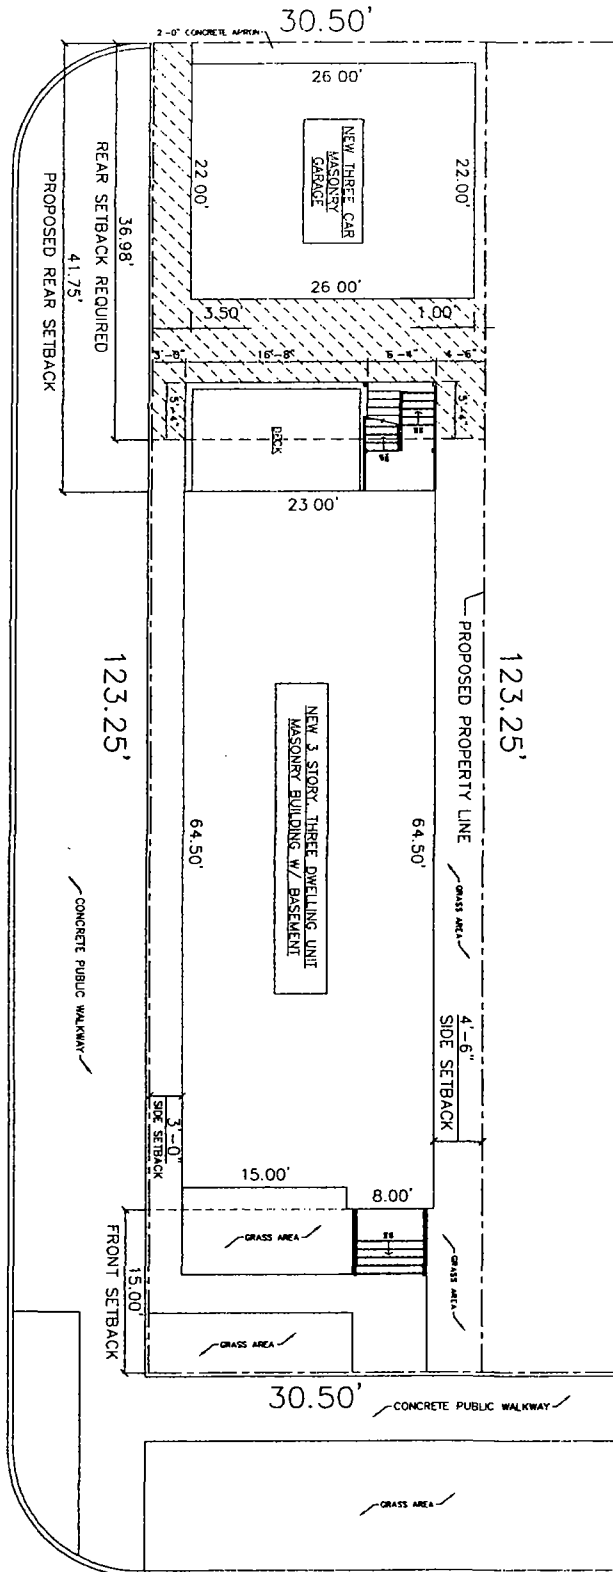 30.50'
2'-0" CONCRETE APRON
26 00'
NEW THREE CAR
MASONRY
GARAGE
22.00'
22 00'
26 00'
3.50'
1.00'
36.98'
REAR SETBACK REQUIRED
41.75'
PROPOSED REAR SETBACK
3'-0"
16'-8"
6'-4"
4'-6"
5'-4"
5'-4"
DECK
23 00'
PROPOSED PROPERTY LINE
123.25'
123.25'
NEW 3 STORY, THREE DWELLING UNIT
MASONRY BUILDING W/ BASEMENT
64.50'
64.50'
GRASS AREA
CONCRETE PUBLIC WALKWAY
4'-6"
SIDE SETBACK
3'-0"
SIDE SETBACK
15.00'
8.00'
GRASS AREA
GRASS AREA
15.00'
FRONT SETBACK
GRASS AREA
30.50'
CONCRETE PUBLIC WALKWAY
GRASS AREA